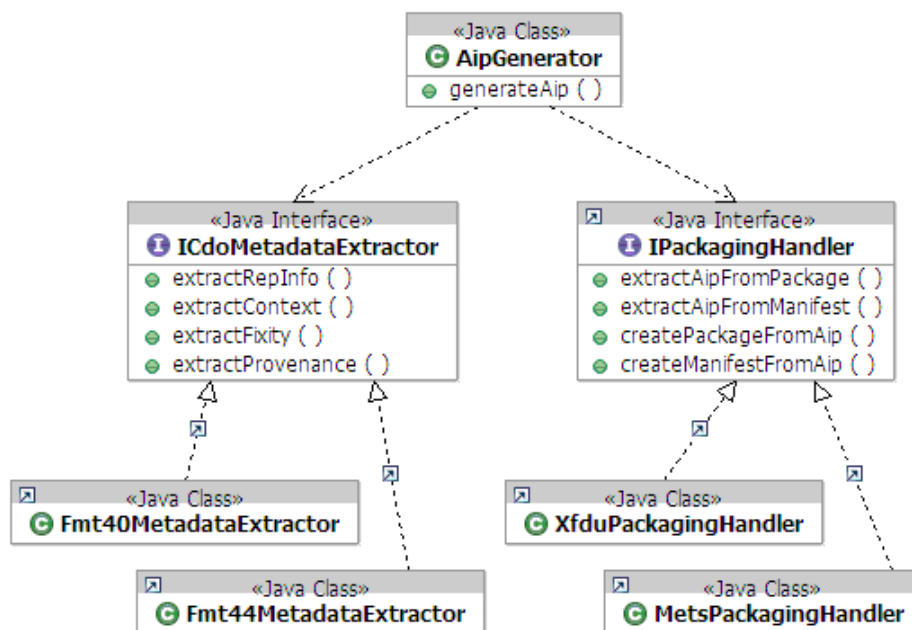 «Java Class»
C AipGenerator
generateAip ( )
«Java Interface»
I ICdoMetadataExtractor
extractRepInfo ( )
extractContext ( )
extractFixity ( )
extractProvenance ( )
«Java Interface»
I IPackagingHandler
extractAipFromPackage ( )
extractAipFromManifest ( )
createPackageFromAip ( )
createManifestFromAip ( )
«Java Class»
C Fmt40MetadataExtractor
«Java Class»
C XfduPackagingHandler
«Java Class»
C Fmt44MetadataExtractor
«Java Class»
C MetsPackagingHandler